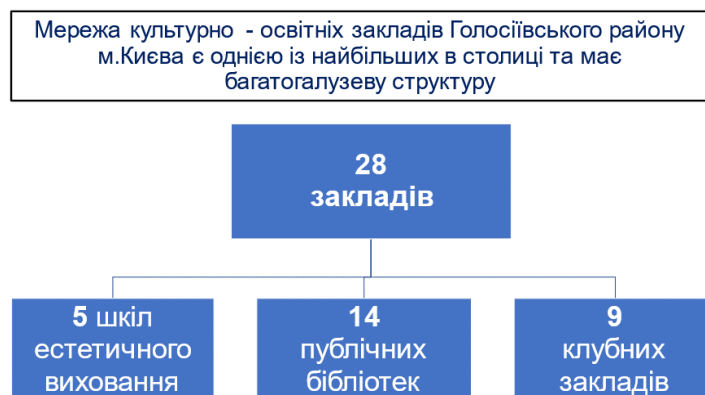 Мережа культурно - освітніх закладів Голосіївського району
м.Києва є однією із найбільших в столиці та має
багатогалузеву структуру
28
закладів
5 шкіл
естетичного
виховання
14
публічних
бібліотек
9
клубних
закладів